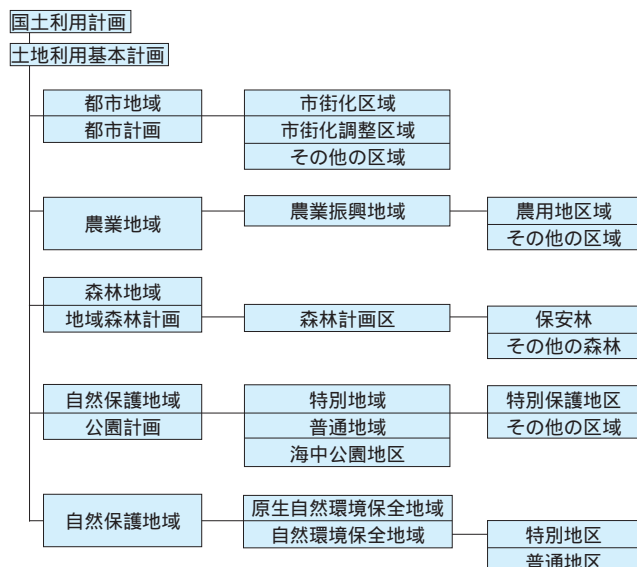 国土利用計画
土地利用基本計画
都市地域
都市計画
市街化区域
市街化調整区域
その他の区域
農業地域
農業振興地域
農用地区域
その他の区域
森林地域
地域森林計画
森林計画区
保安林
その他の森林
自然保護地域
公園計画
特別地域
普通地域
海中公園地区
特別保護地区
その他の区域
自然保護地域
原生自然環境保全地域
自然環境保全地域
特別地区
普通地区